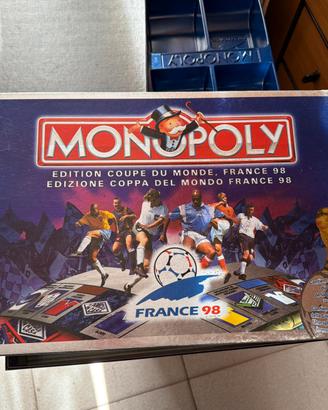 MONOPOLY
MONOPOLY
EDITION COUPE DU MONDE, FRANCE 98
EDIZIONE COPPA DEL MONDO FRANCE 98
FRANCE 98